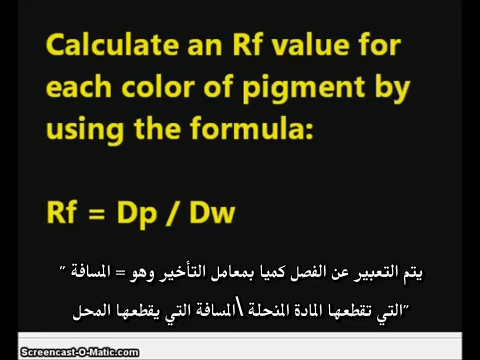 Calculate an Rf value for
each color of pigment by
using the formula:
Rf = Dp / Dw
يتم التعبير عن الفصل كميا بمعامل التأخير وهو = المسافة "
"التي تقطعها المادة المنحلة \المسافة التي يقطعها المحل
Screencast-O-Matic.com